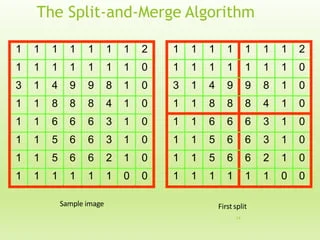 The Split-and-Merge Algorithm
1 1 1 1 1 1 1 2
1 1 1 1 1 1 1 0
3 1 4 9 9 8 1 0
1 1 8 8 8 4 1 0
1 1 6 6 6 3 1 0
1 1 5 6 6 3 1 0
1 1 5 6 6 2 1 0
1 1 1 1 1 1 0 0
Sample image
1 1 1 1 1 1 1 2
1 1 1 1 1 1 1 0
3 1 4 9 9 8 1 0
1 1 8 8 8 4 1 0
1 1 6 6 6 3 1 0
1 1 5 6 6 3 1 0
1 1 5 6 6 2 1 0
1 1 1 1 1 1 0 0
First split